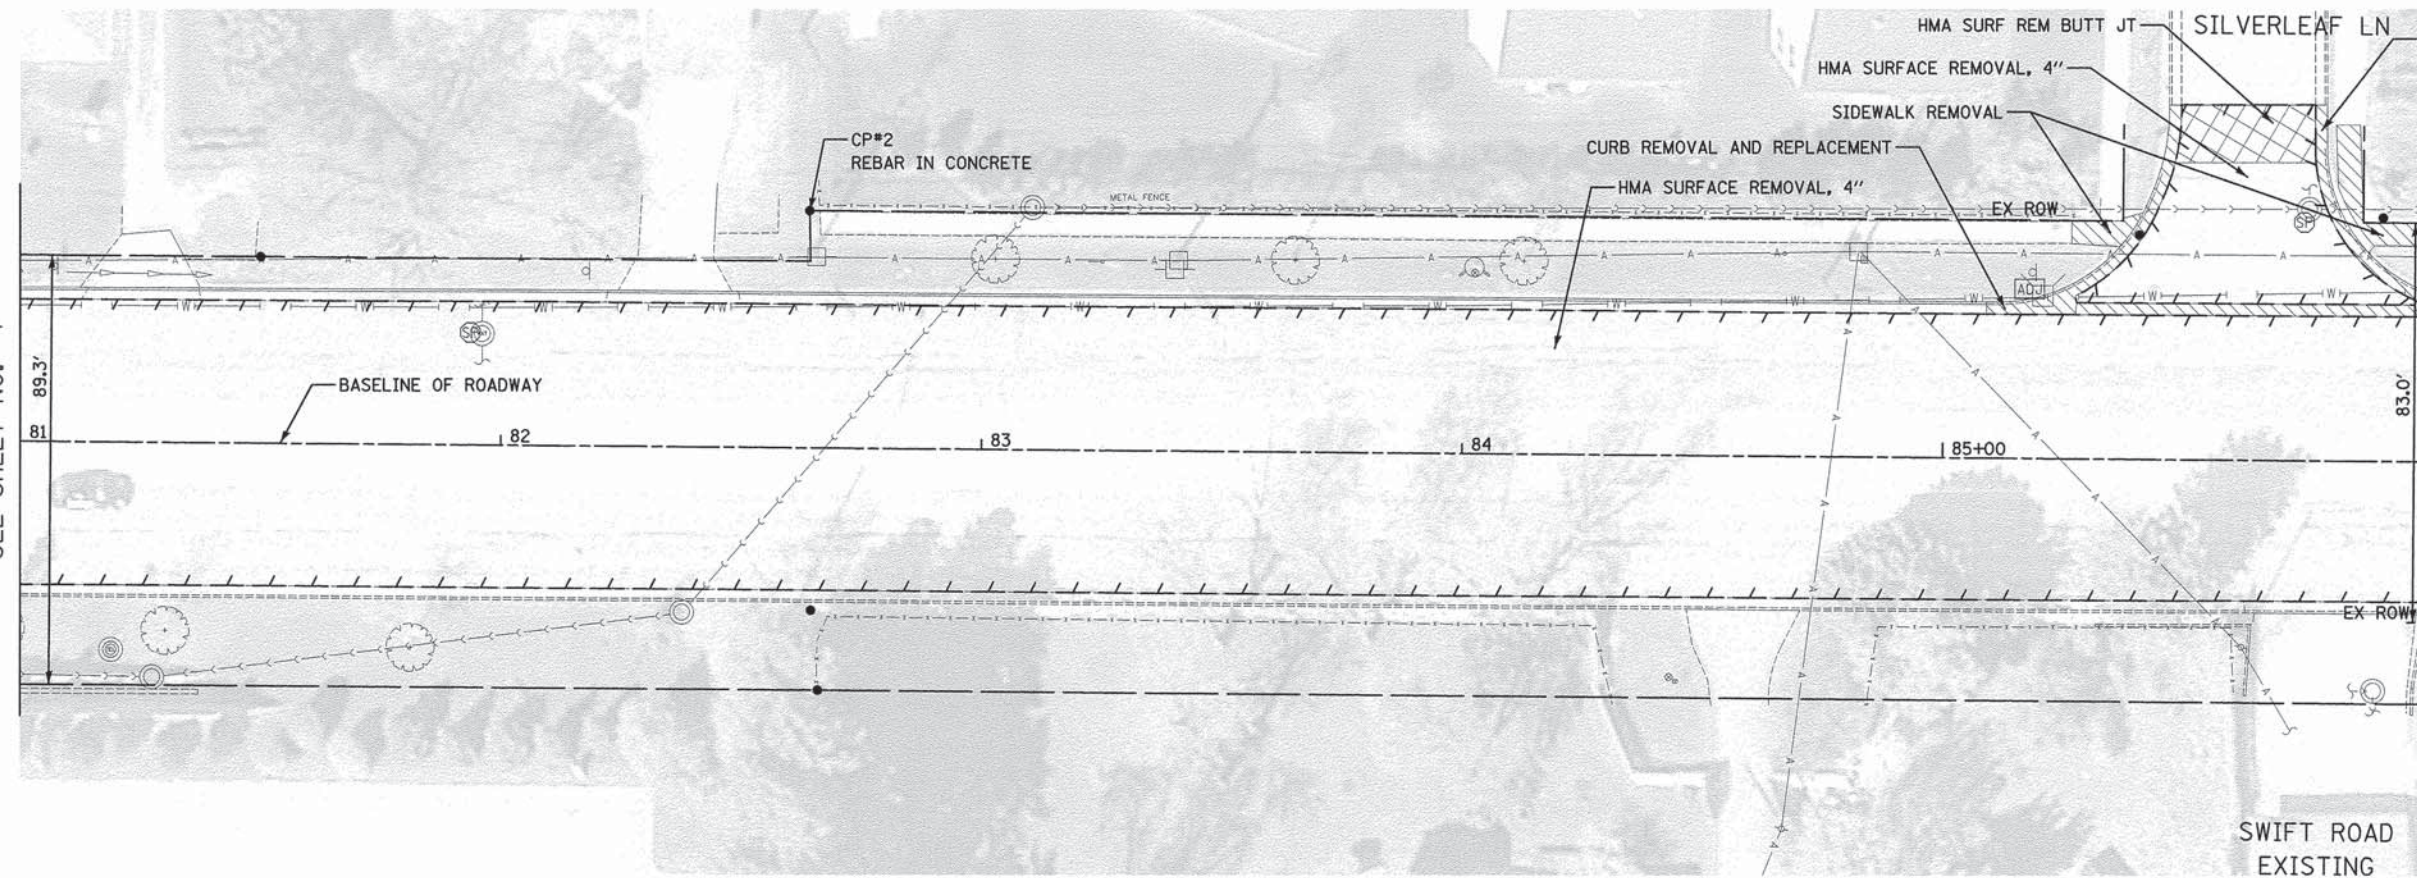 HMA SURF REM BUTT JT
SILVERLEAF LN
HMA SURFACE REMOVAL, 4"
SIDEWALK REMOVAL
CURB REMOVAL AND REPLACEMENT
HMA SURFACE REMOVAL, 4"
CP#2
REBAR IN CONCRETE
METAL FENCE
EX ROW
ADJ
SP
SP
89.3'
83.0'
BASELINE OF ROADWAY
81
82
83
84
85+00
EX ROW
SWIFT ROAD
EXISTING